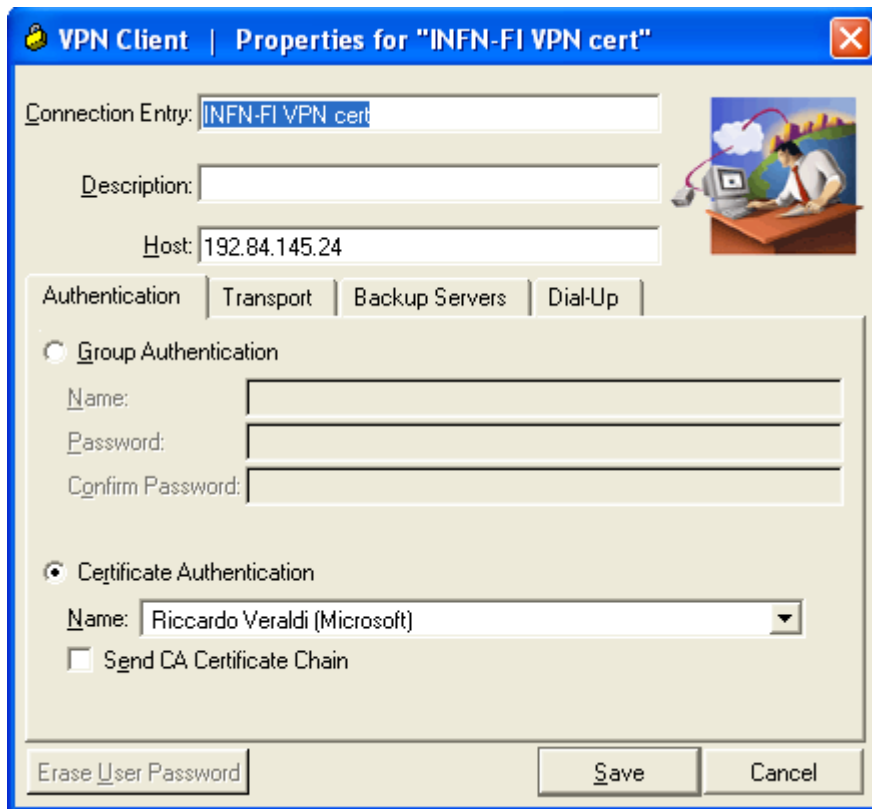 VPN Client | Properties for "INFN-FI VPN cert"
Connection Entry: INFN-FI VPN cert
Description:
Host: 192.84.145.24
Authentication Transport Backup Servers Dial-Up
Group Authentication
Name:
Password:
Confirm Password:
Certificate Authentication
Name: Riccardo Veraldi (Microsoft)
Send CA Certificate Chain
Erase User Password Save Cancel